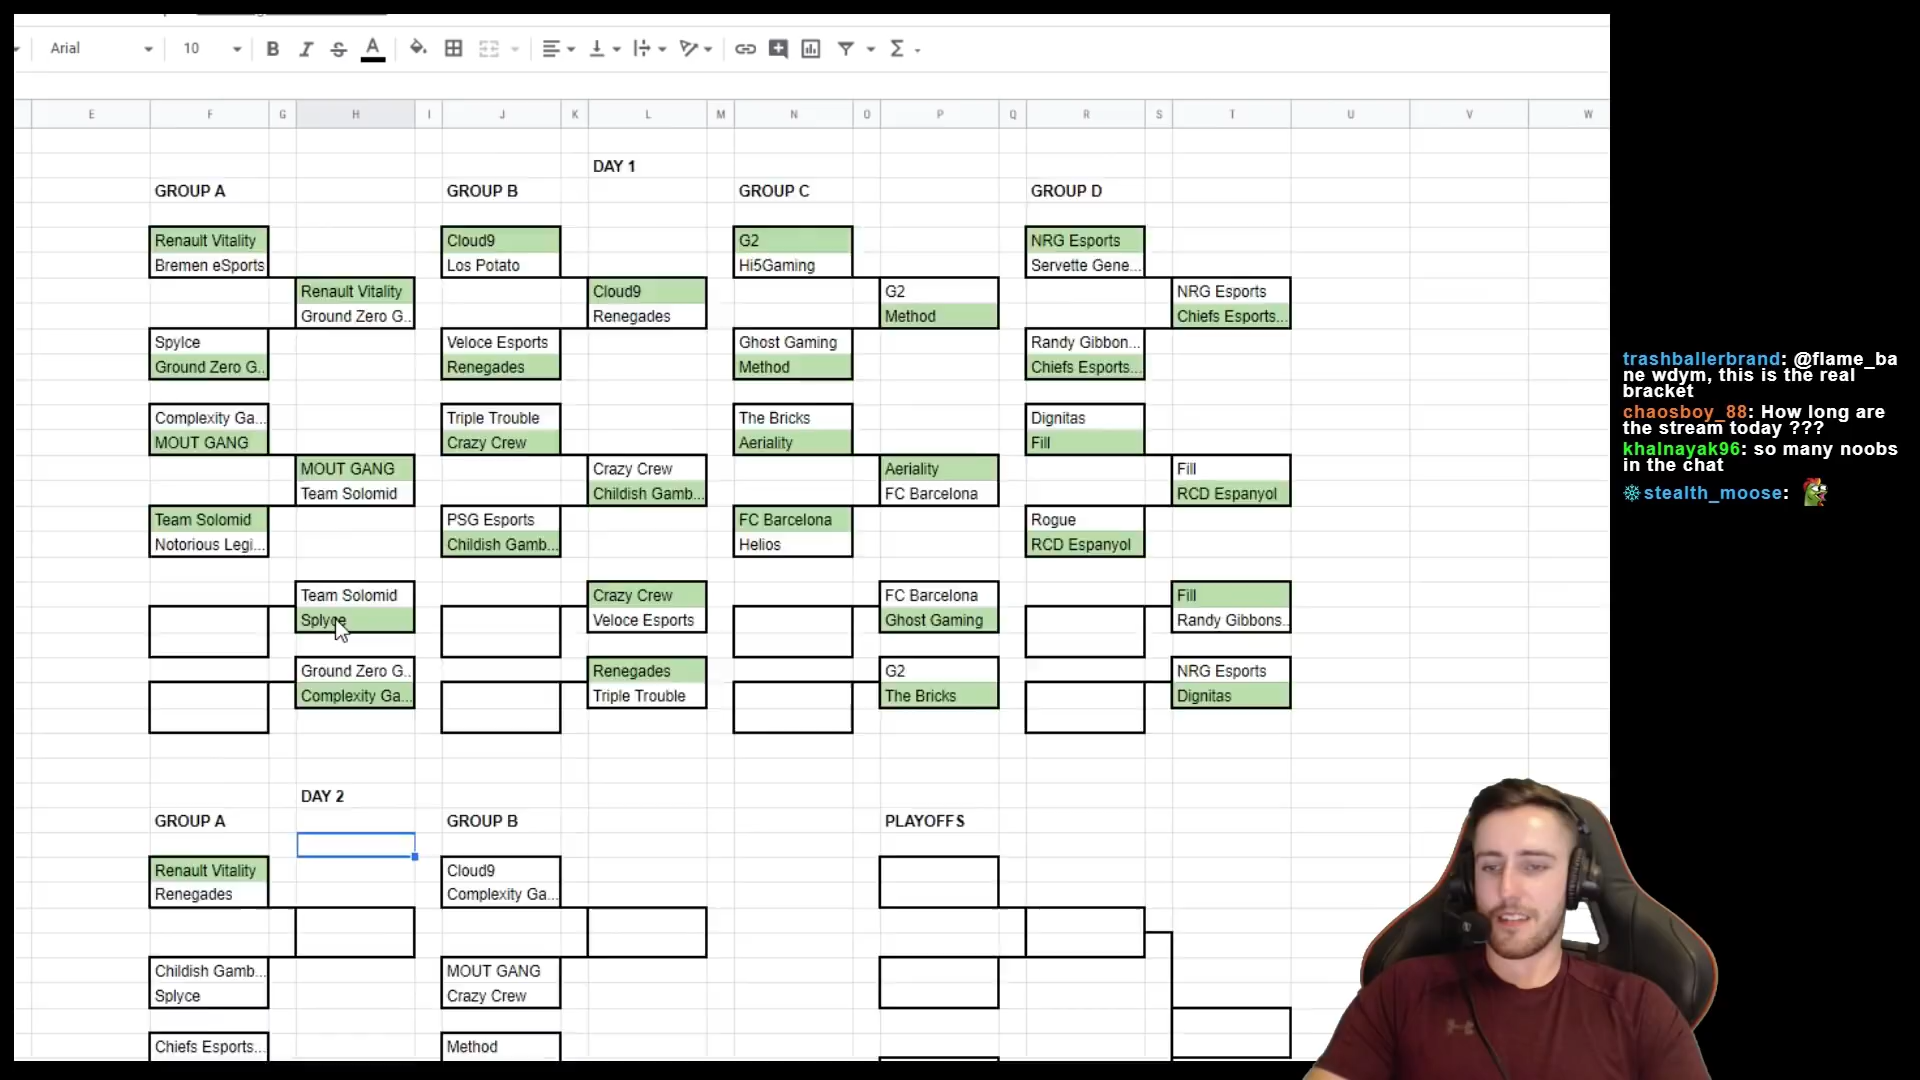 Arial
10
B
I
S
A
E
F
G
H
I
J
K
L
M
N
O
P
Q
R
S
T
U
V
W
DAY 1
GROUP A
GROUP B
GROUP C
GROUP D
Renault Vitality
Bremen eSports
Cloud9
Los Potato
G2
Hi5Gaming
NRG Esports
Servette Gene...
Renault Vitality
Ground Zero G..
Cloud9
Renegades
G2
Method
NRG Esports
Chiefs Esports...
Splyce
Ground Zero G..
Veloce Esports
Renegades
Ghost Gaming
Method
Randy Gibbon...
Chiefs Esports...
Complexity Ga...
MOUT GANG
Triple Trouble
Crazy Crew
The Bricks
Aeriality
Dignitas
Fill
MOUT GANG
Team Solomid
Crazy Crew
Childish Gamb...
Aeriality
FC Barcelona
Fill
RCD Espanyol
Team Solomid
Notorious Legi...
PSG Esports
Childish Gamb...
FC Barcelona
Helios
Rogue
RCD Espanyol
Team Solomid
Splyce
Crazy Crew
Veloce Esports
FC Barcelona
Ghost Gaming
Fill
Randy Gibbons..
Ground Zero G..
Complexity Ga...
Renegades
Triple Trouble
G2
The Bricks
NRG Esports
Dignitas
DAY 2
GROUP A
GROUP B
PLAYOFFS
Renault Vitality
Renegades
Cloud9
Complexity Ga...
Childish Gamb...
Splyce
MOUT GANG
Crazy Crew
Chiefs Esports...
Method
trashballerbrand: @flame_ba
ne wdym, this is the real
bracket
chaosboy_88: How long are
the stream today ???
khalnayak96: so many noobs
in the chat
stealth_moose: